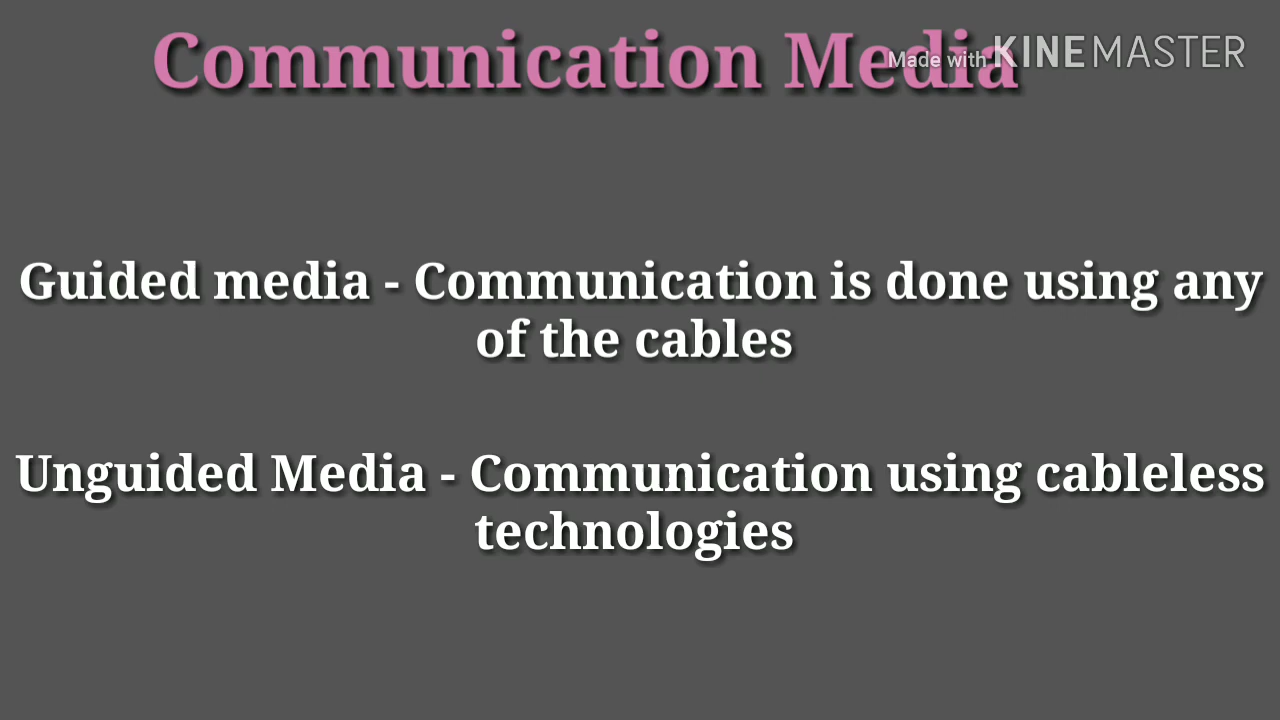 Communication Media
Made with KINEMASTER
Guided media - Communication is done using any
of the cables
Unguided Media - Communication using cableless
technologies